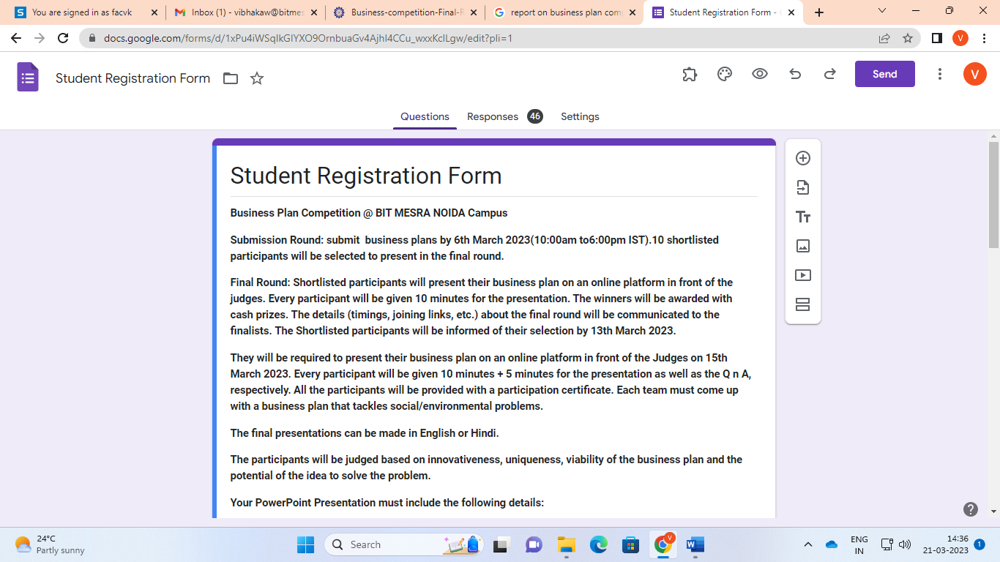 You are signed in as facvk
Inbox (1) - vibhakaw@bitmes
Business-competition-Final-R
report on business plan com
Student Registration Form -
docs.google.com/forms/d/1xPu4iWSqIkGlYXO9OrnbuaGv4AjhI4CCu_wxxKclLgw/edit?pli=1
V
Student Registration Form
Send
V
Questions Responses 46 Settings
Student Registration Form
Business Plan Competition @ BIT MESRA NOIDA Campus
Submission Round: submit  business plans by 6th March 2023(10:00am to6:00pm IST).10 shortlisted
participants will be selected to present in the final round.
Final Round: Shortlisted participants will present their business plan on an online platform in front of the
judges. Every participant will be given 10 minutes for the presentation. The winners will be awarded with
cash prizes. The details (timings, joining links, etc.) about the final round will be communicated to the
finalists. The Shortlisted participants will be informed of their selection by 13th March 2023.
They will be required to present their business plan on an online platform in front of the Judges on 15th
March 2023. Every participant will be given 10 minutes + 5 minutes for the presentation as well as the Q n A,
respectively. All the participants will be provided with a participation certificate. Each team must come up
with a business plan that tackles social/environmental problems.
The final presentations can be made in English or Hindi.
The participants will be judged based on innovativeness, uniqueness, viability of the business plan and the
potential of the idea to solve the problem.
Your PowerPoint Presentation must include the following details:
24°C
Partly sunny
Search
ENG
IN
14:36
21-03-2023
1